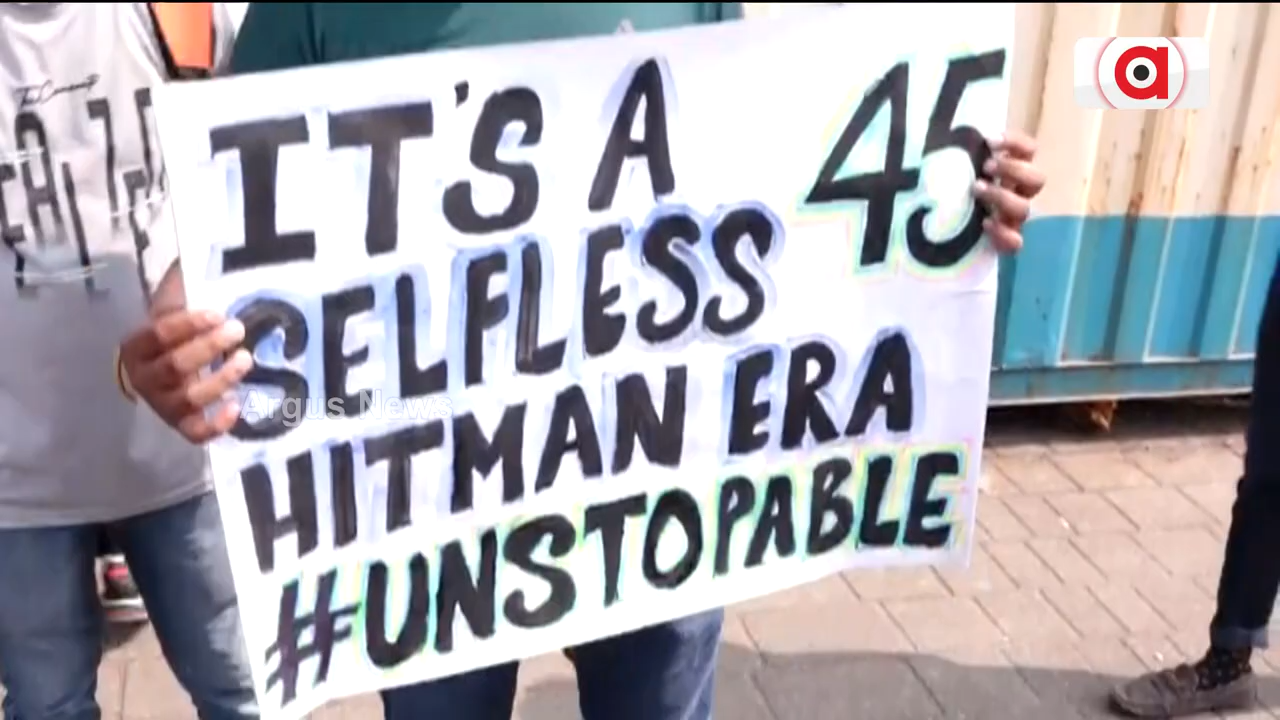 IT'S A 45
SELFLESS
HITMAN ERA
#UNSTOPABLE
Argus News
a